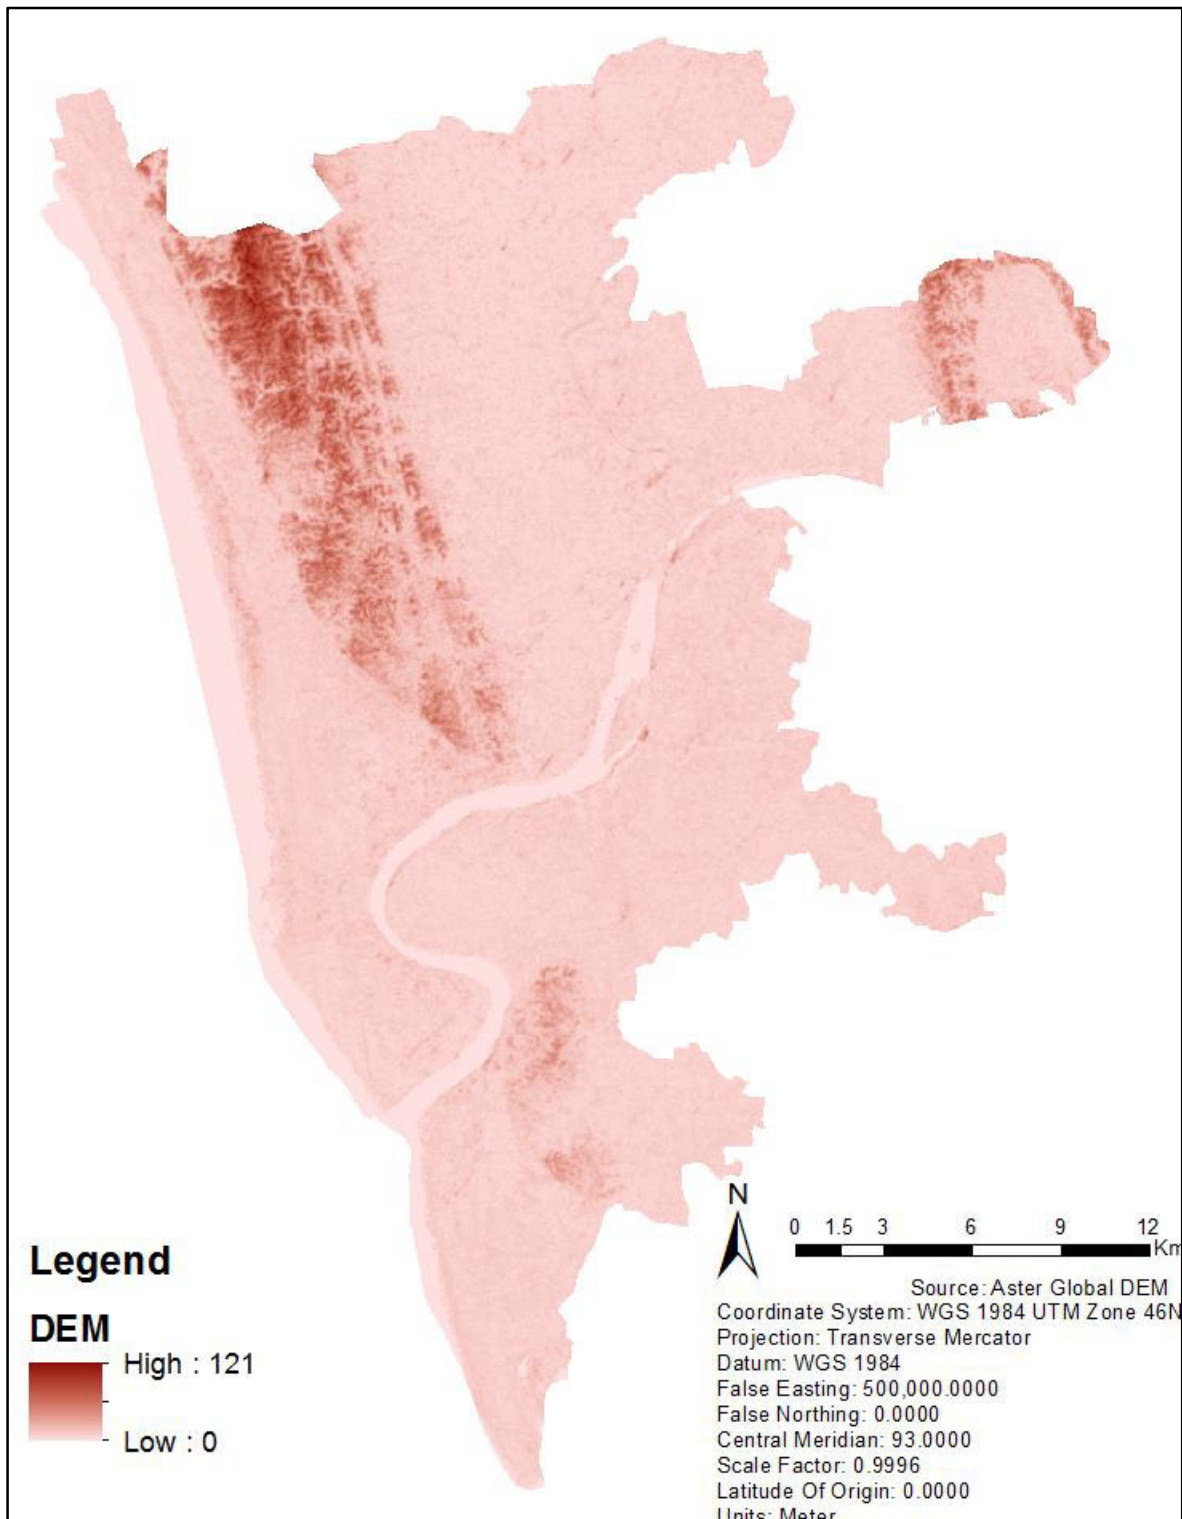 N
0 1.5 3 6 9 12
Km
Legend
DEM
High : 121
Low : 0
Source: Aster Global DEM
Coordinate System: WGS 1984 UTM Zone 46N
Projection: Transverse Mercator
Datum: WGS 1984
False Easting: 500,000.0000
False Northing: 0.0000
Central Meridian: 93.0000
Scale Factor: 0.9996
Latitude Of Origin: 0.0000
Units: Meter